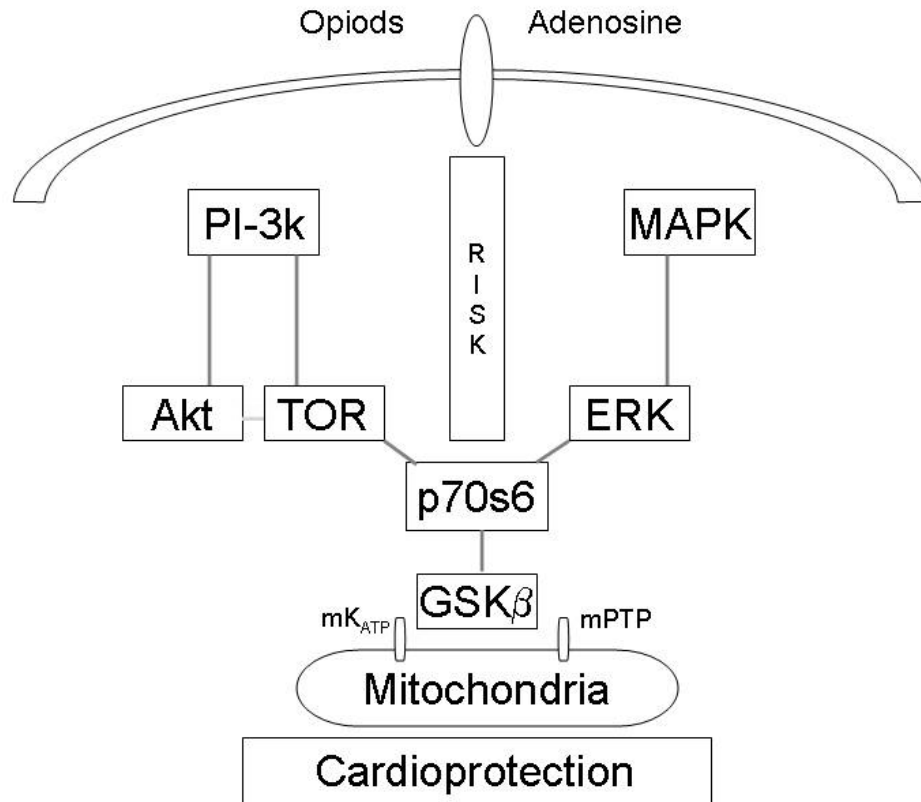 Opiods Adenosine
PI-3k MAPK
R
I
S
K
Akt TOR ERK
p70s6
GSKβ
mKATP mPTP
Mitochondria
Cardioprotection